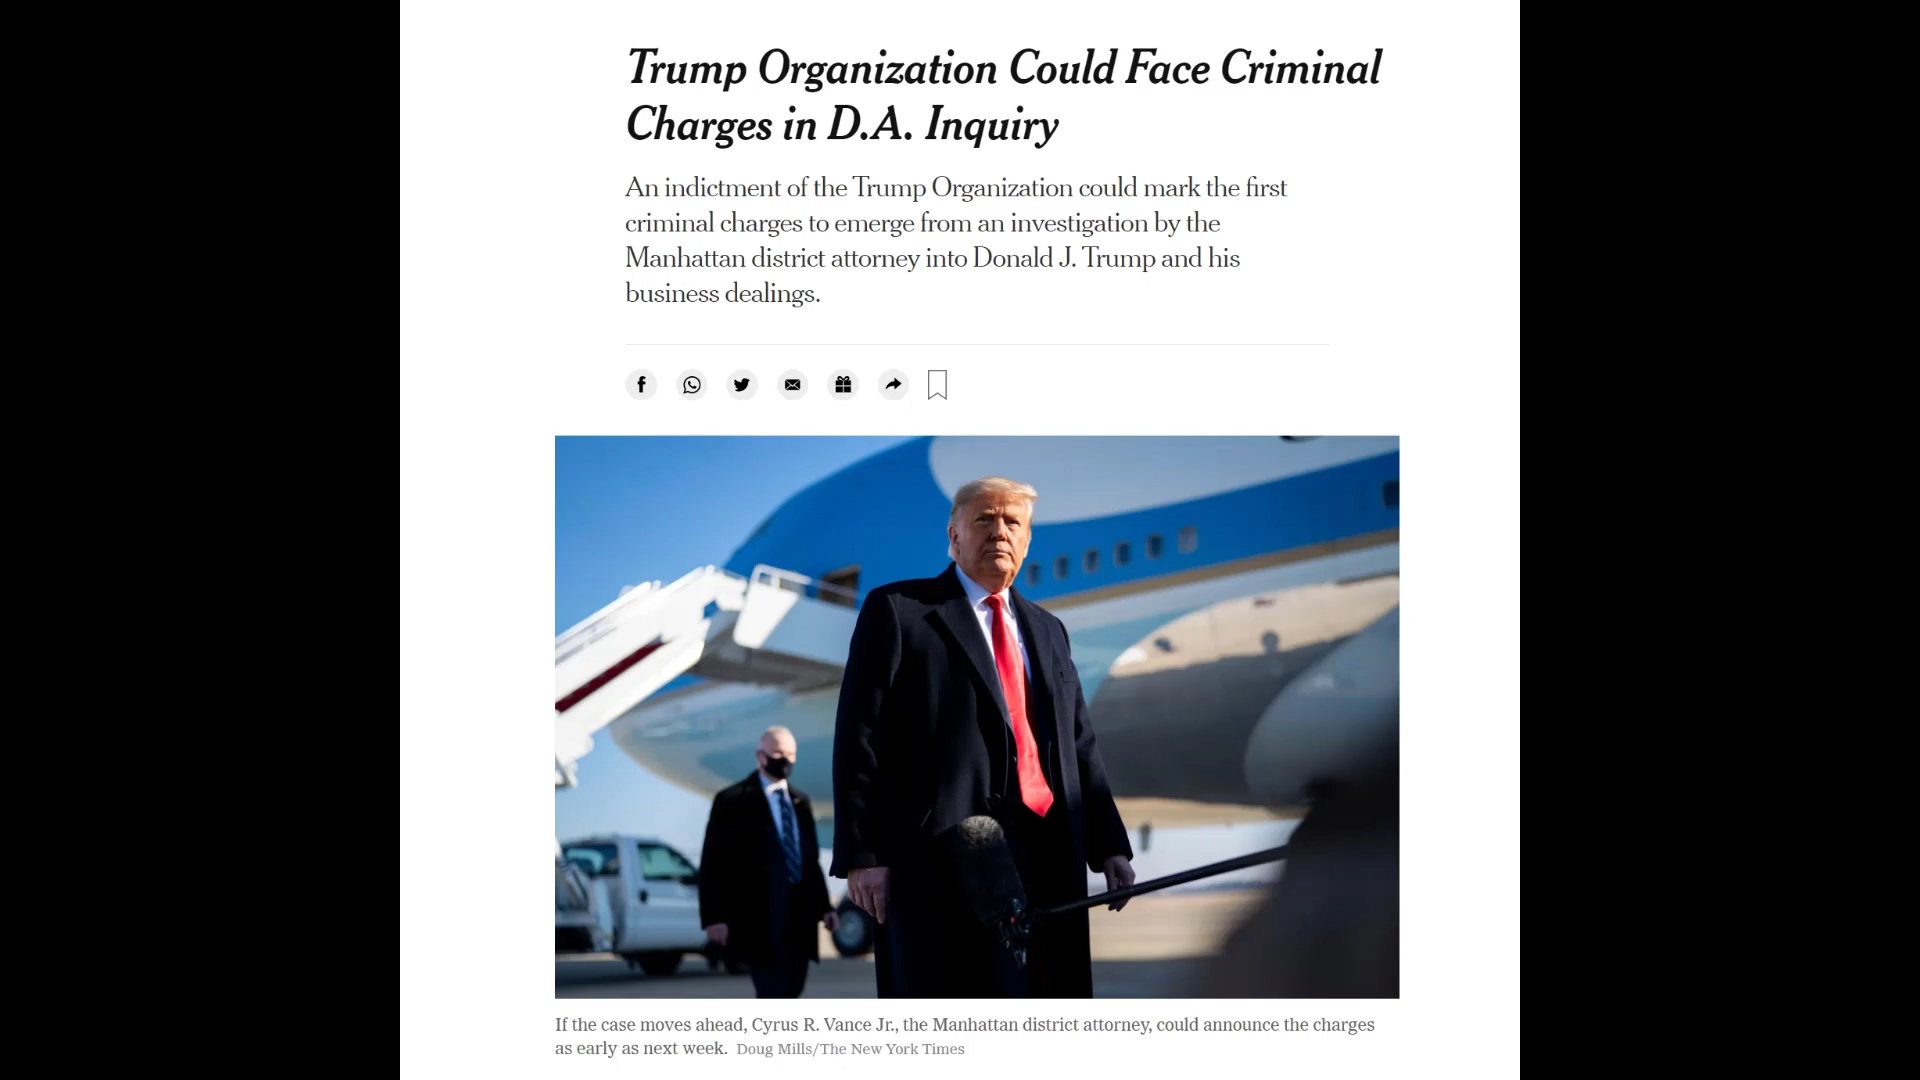 Trump Organization Could Face Criminal
Charges in D.A. Inquiry
An indictment of the Trump Organization could mark the first
criminal charges to emerge from an investigation by the
Manhattan district attorney into Donald J. Trump and his
business dealings.
If the case moves ahead, Cyrus R. Vance Jr., the Manhattan district attorney, could announce the charges
as early as next week. Doug Mills/The New York Times